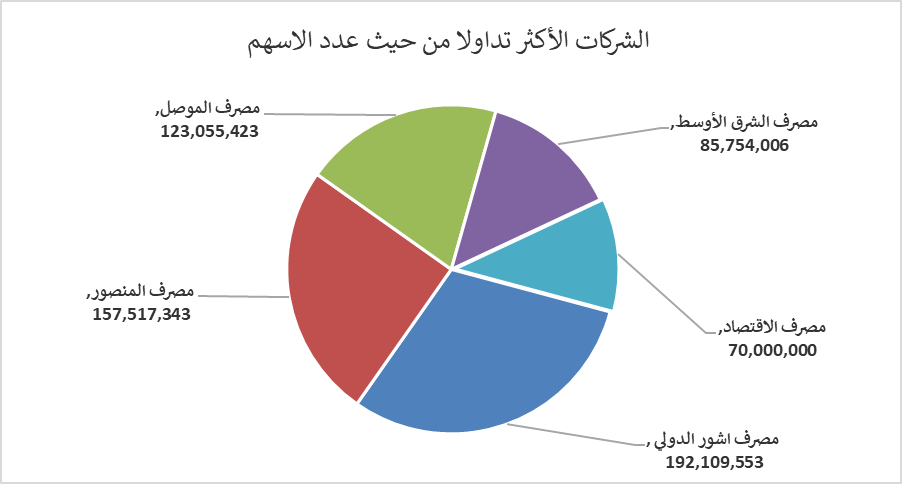 الشركات الأكثر تداولا من حيث عدد الاسهم
مصرف الشرق الأوسط,
85,754,006
مصرف الاقتصاد,
70,000,000
مصرف اشور الدولي ,
192,109,553
مصرف المنصور,
157,517,343
مصرف الموصل,
123,055,423